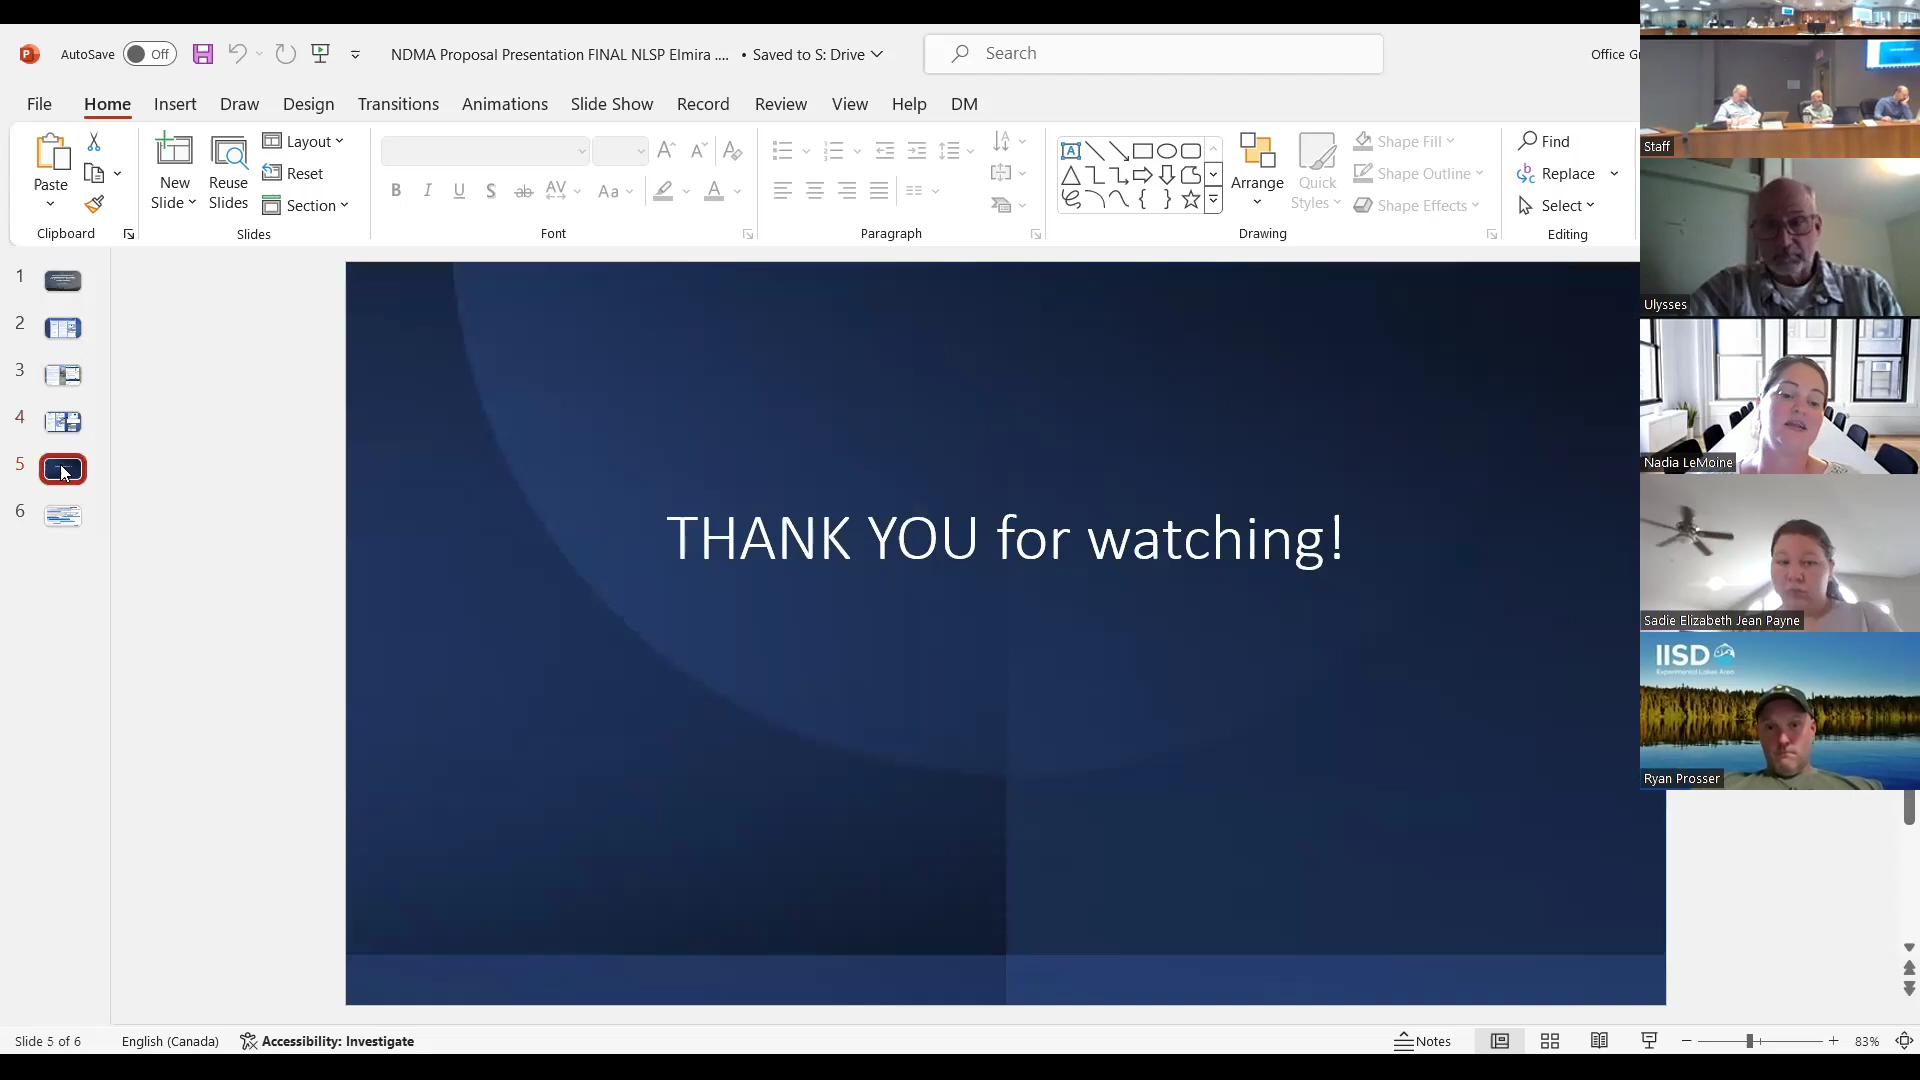 AutoSave Off NDMA Proposal Presentation FINAL NLSP Elmira .... • Saved to S: Drive Search Office Gr
File Home Insert Draw Design Transitions Animations Slide Show Record Review View Help DM
Paste
Clipboard
New Slide
Reuse Slides
Layout
Reset
Section
Slides
Font
Paragraph
Arrange
Quick Styles
Shape Fill
Shape Outline
Shape Effects
Drawing
Find
Replace
Select
Editing
1
2
3
4
5
6
THANK YOU for watching!
Staff
Ulysses
Nadia LeMoine
Sadie Elizabeth Jean Payne
IISD
Experimental Lakes Area
Ryan Prosser
Slide 5 of 6 English (Canada) Accessibility: Investigate Notes 83%